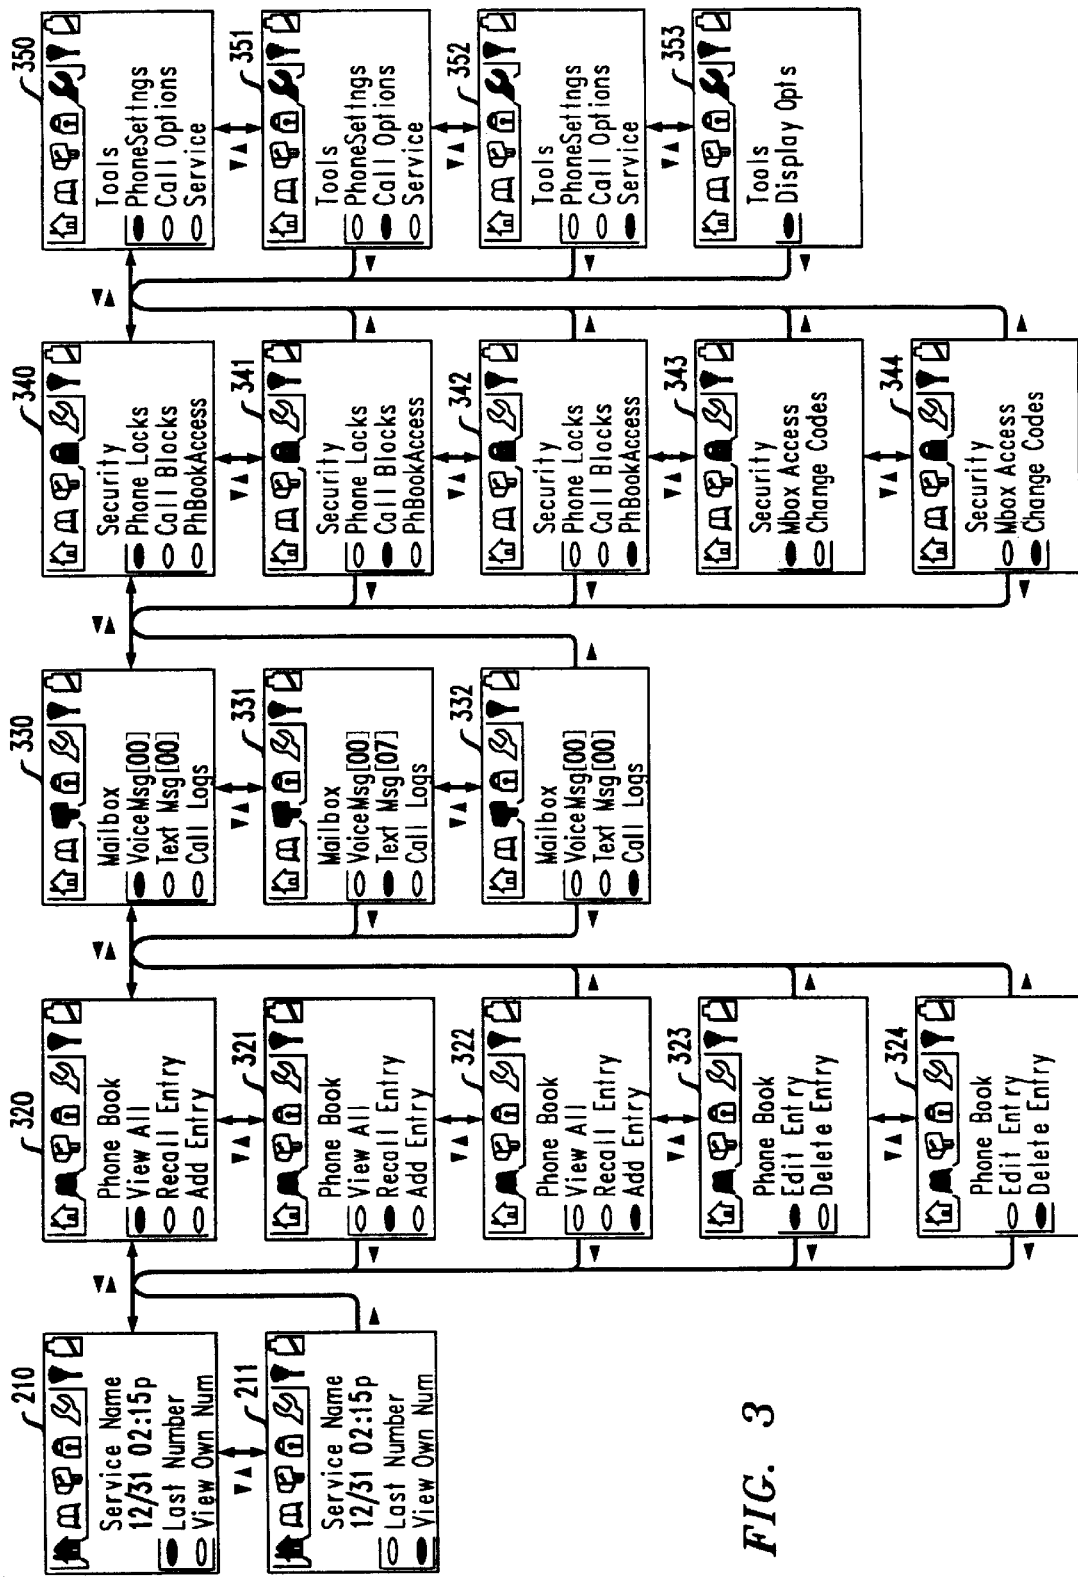 210
Service Name
12/31 02:15p
Last Number
View Own Num
211
Service Name
12/31 02:15p
Last Number
View Own Num
320
Phone Book
View All
Recall Entry
Add Entry
321
Phone Book
View All
Recall Entry
Add Entry
322
Phone Book
View All
Recall Entry
Add Entry
323
Phone Book
Edit Entry
Delete Entry
324
Phone Book
Edit Entry
Delete Entry
330
Mailbox
VoiceMsg[00]
Text Msg[00]
Call Logs
331
Mailbox
VoiceMsg[00]
Text Msg[07]
Call Logs
332
Mailbox
VoiceMsg[00]
Text Msg[00]
Call Logs
340
Security
Phone Locks
Call Blocks
PhBookAccess
341
Security
Phone Locks
Call Blocks
PhBookAccess
342
Security
Phone Locks
Call Blocks
PhBookAccess
343
Security
Mbox Access
Change Codes
344
Security
Mbox Access
Change Codes
350
Tools
PhoneSettngs
Call Options
Service
351
Tools
PhoneSettngs
Call Options
Service
352
Tools
PhoneSettngs
Call Options
Service
353
Tools
Display Opts
FIG. 3